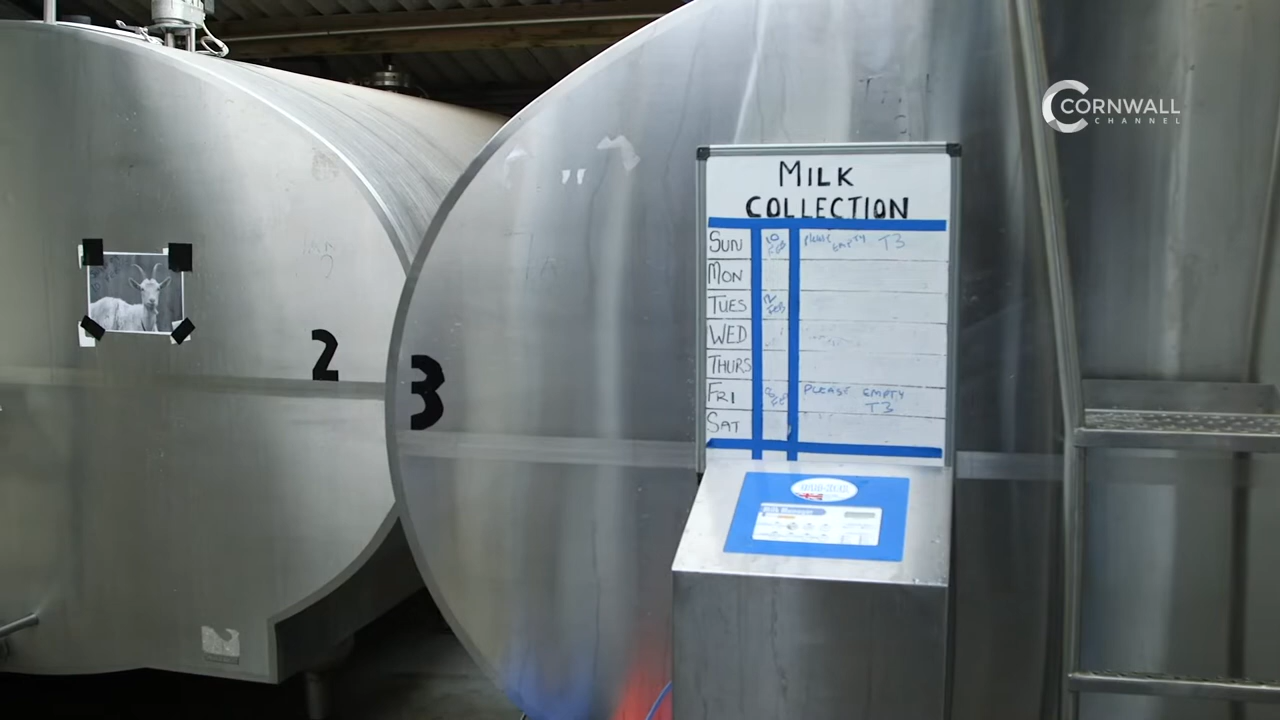 CORNWALL
CHANNEL
MILK
COLLECTION
SUN PLEASE EMPTY T3
MON
TUES
WED
THURS
FRI PLEASE EMPTY
T3
SAT
2
3